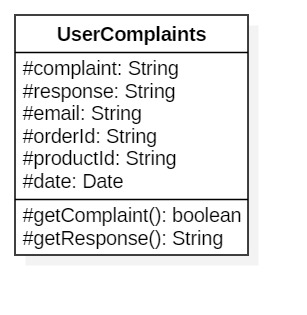 UserComplaints
#complaint: String
#response: String
#email: String
#orderId: String
#productId: String
#date: Date
#getComplaint(): boolean
#getResponse(): String